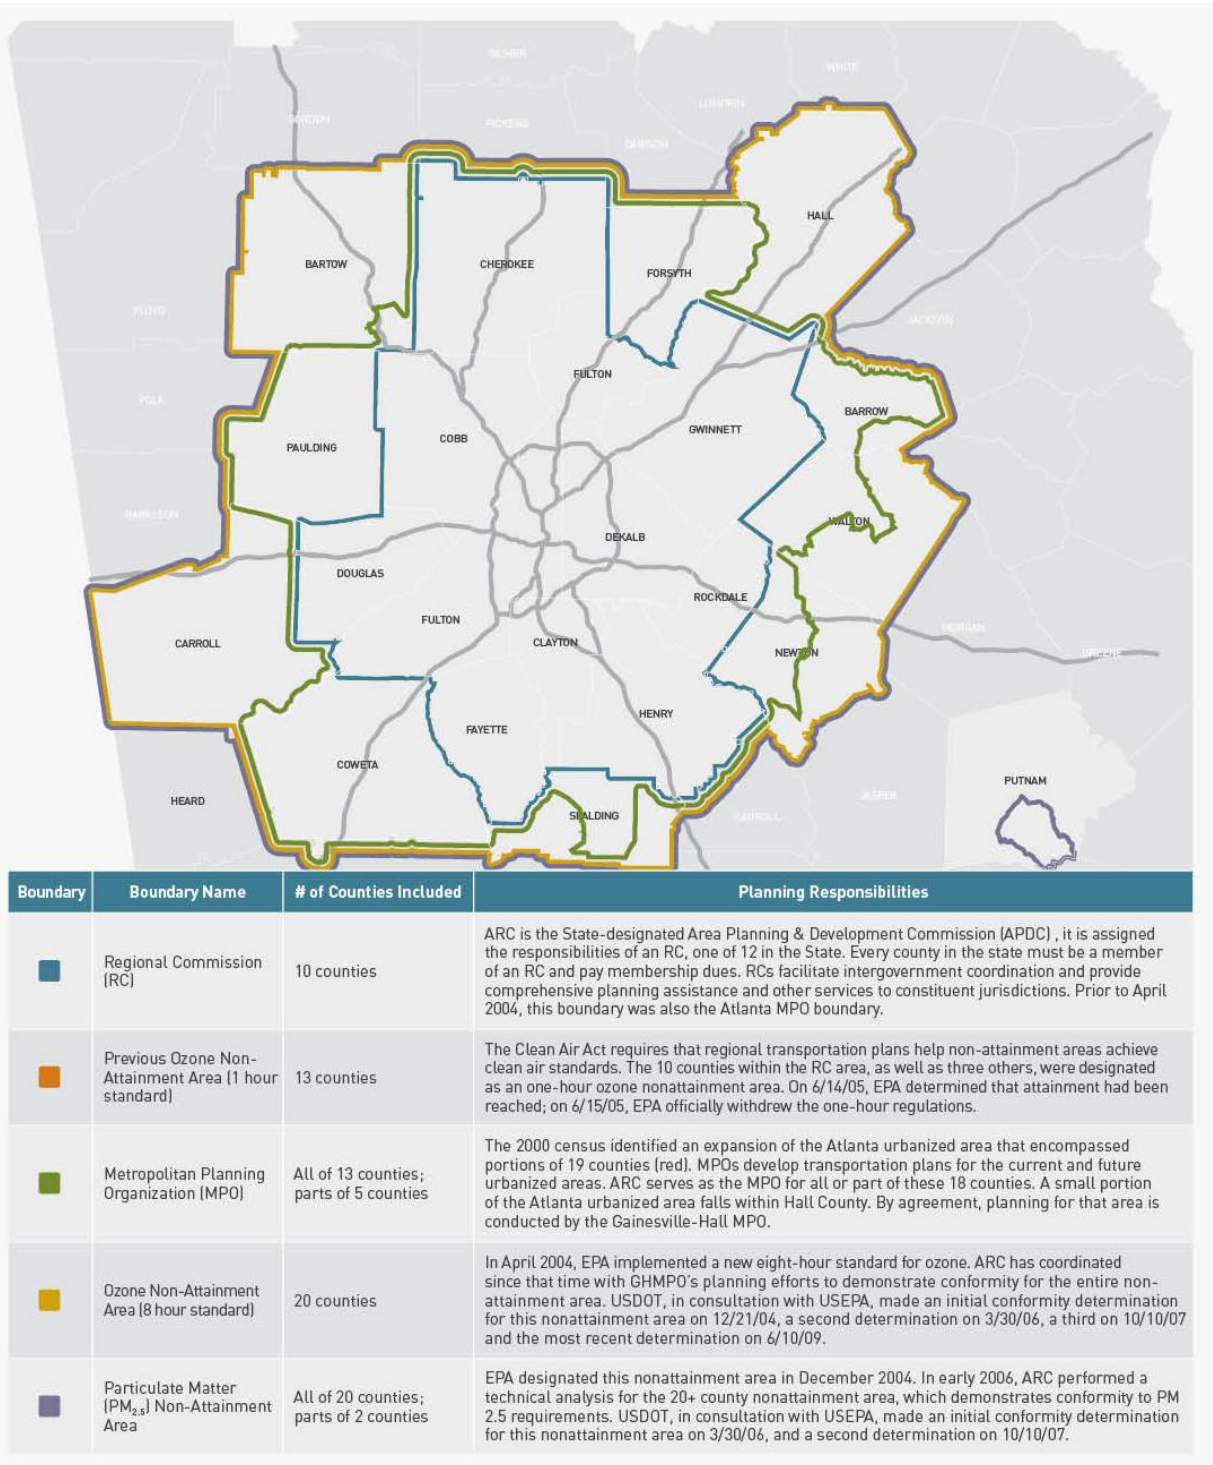 GILMER
WHITE
LUMPKIN
GORDON
PICKENS
DAWSON
HALL
BARTOW
CHEROKEE
FORSYTH
FLOYD
JACKSON
FULTON
POLK
BARROW
GWINNETT
COBB
PAULDING
HARALSON
WALTON
DEKALB
DOUGLAS
ROCKDALE
FULTON
CARROLL
CLAYTON
MORGAN
NEWTON
GREENE
HENRY
FAYETTE
COWETA
PUTNAM
HEARD
JASPER
SPALDING
CARROLL
Boundary Boundary Name # of Counties Included Planning Responsibilities
Regional Commission
(RC)
10 counties
ARC is the State-designated Area Planning & Development Commission (APDC) , it is assigned
the responsibilities of an RC, one of 12 in the State. Every county in the state must be a member
of an RC and pay membership dues. RCs facilitate intergovernment coordination and provide
comprehensive planning assistance and other services to constituent jurisdictions. Prior to April
2004, this boundary was also the Atlanta MPO boundary.
Previous Ozone Non-
Attainment Area (1 hour
standard)
13 counties
The Clean Air Act requires that regional transportation plans help non-attainment areas achieve
clean air standards. The 10 counties within the RC area, as well as three others, were designated
as an one-hour ozone nonattainment area. On 6/14/05, EPA determined that attainment had been
reached; on 6/15/05, EPA officially withdrew the one-hour regulations.
Metropolitan Planning
Organization (MPO)
All of 13 counties;
parts of 5 counties
The 2000 census identified an expansion of the Atlanta urbanized area that encompassed
portions of 19 counties (red). MPOs develop transportation plans for the current and future
urbanized areas. ARC serves as the MPO for all or part of these 18 counties. A small portion
of the Atlanta urbanized area falls within Hall County. By agreement, planning for that area is
conducted by the Gainesville-Hall MPO.
Ozone Non-Attainment
Area (8 hour standard)
20 counties
In April 2004, EPA implemented a new eight-hour standard for ozone. ARC has coordinated
since that time with GHMPO's planning efforts to demonstrate conformity for the entire non-
attainment area. USDOT, in consultation with USEPA, made an initial conformity determination
for this nonattainment area on 12/21/04, a second determination on 3/30/06, a third on 10/10/07
and the most recent determination on 6/10/09.
Particulate Matter
(PM2.5) Non-Attainment
Area
All of 20 counties;
parts of 2 counties
EPA designated this nonattainment area in December 2004. In early 2006, ARC performed a
technical analysis for the 20+ county nonattainment area, which demonstrates conformity to PM
2.5 requirements. USDOT, in consultation with USEPA, made an initial conformity determination
for this nonattainment area on 3/30/06, and a second determination on 10/10/07.